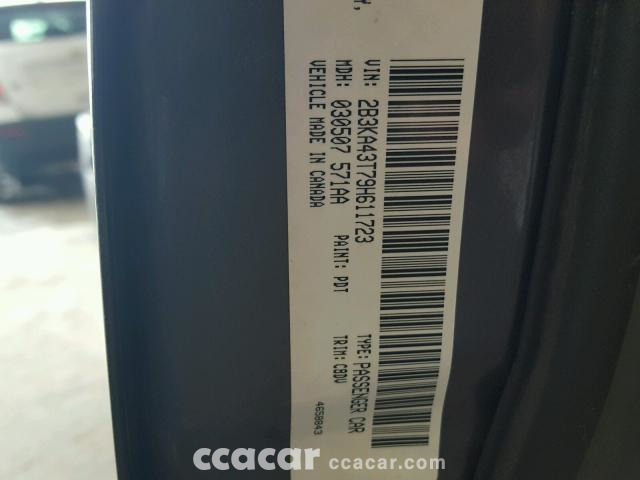 VIN: 2B3KA43T79H611723 TYPE: PASSENGER CAR
MDH: 030507 571AA PAINT: PDT TRIM: CBDV
VEHICLE MADE IN CANADA 4658843
ccacar ccacar.com